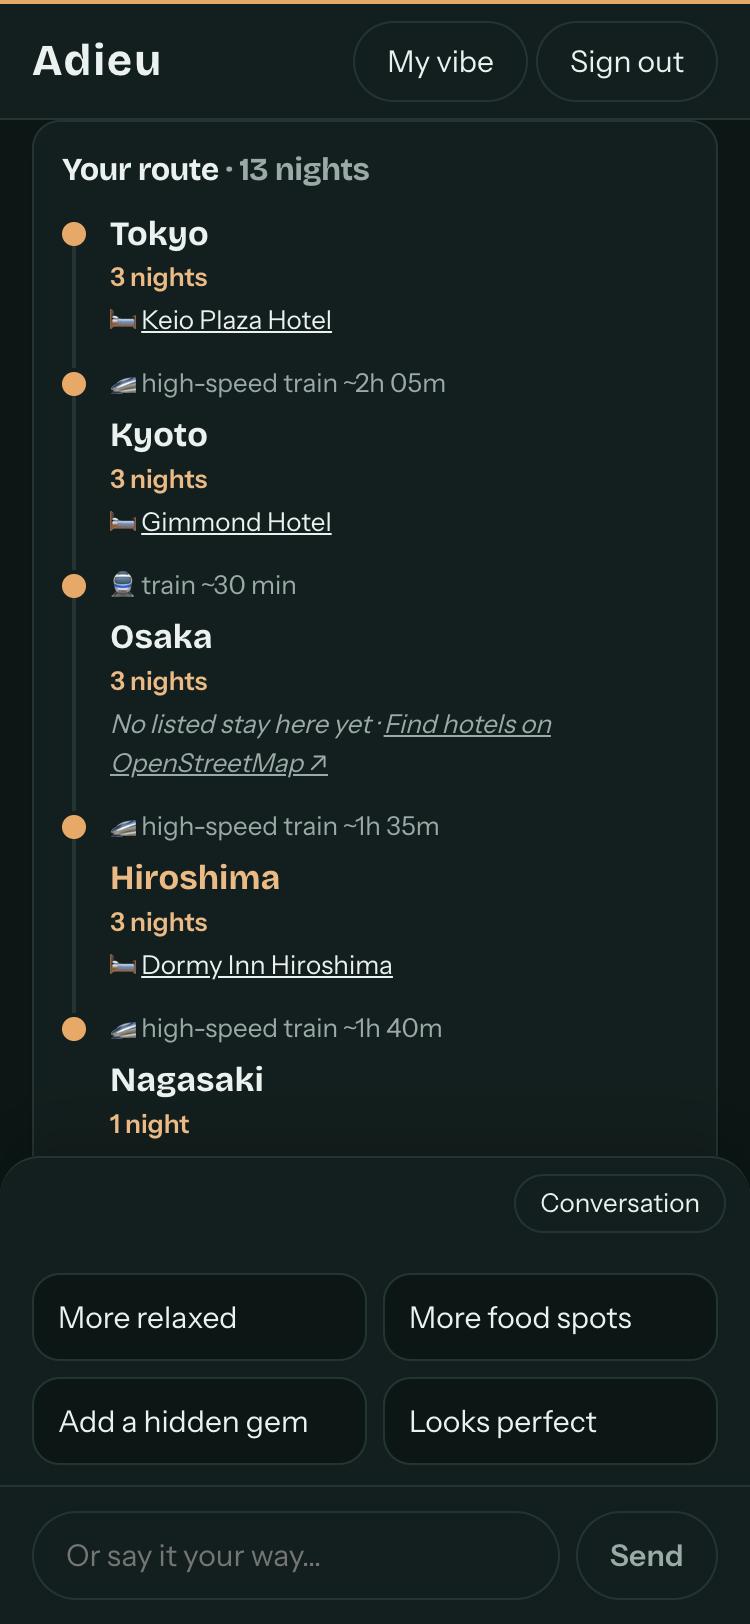 Adieu
My vibe
Sign out
Your route · 13 nights
Tokyo
3 nights
Keio Plaza Hotel
high-speed train ~2h 05m
Kyoto
3 nights
Gimmond Hotel
train ~30 min
Osaka
3 nights
No listed stay here yet · Find hotels on
OpenStreetMap ↗
high-speed train ~1h 35m
Hiroshima
3 nights
Dormy Inn Hiroshima
high-speed train ~1h 40m
Nagasaki
1 night
Conversation
More relaxed
More food spots
Add a hidden gem
Looks perfect
Or say it your way...
Send